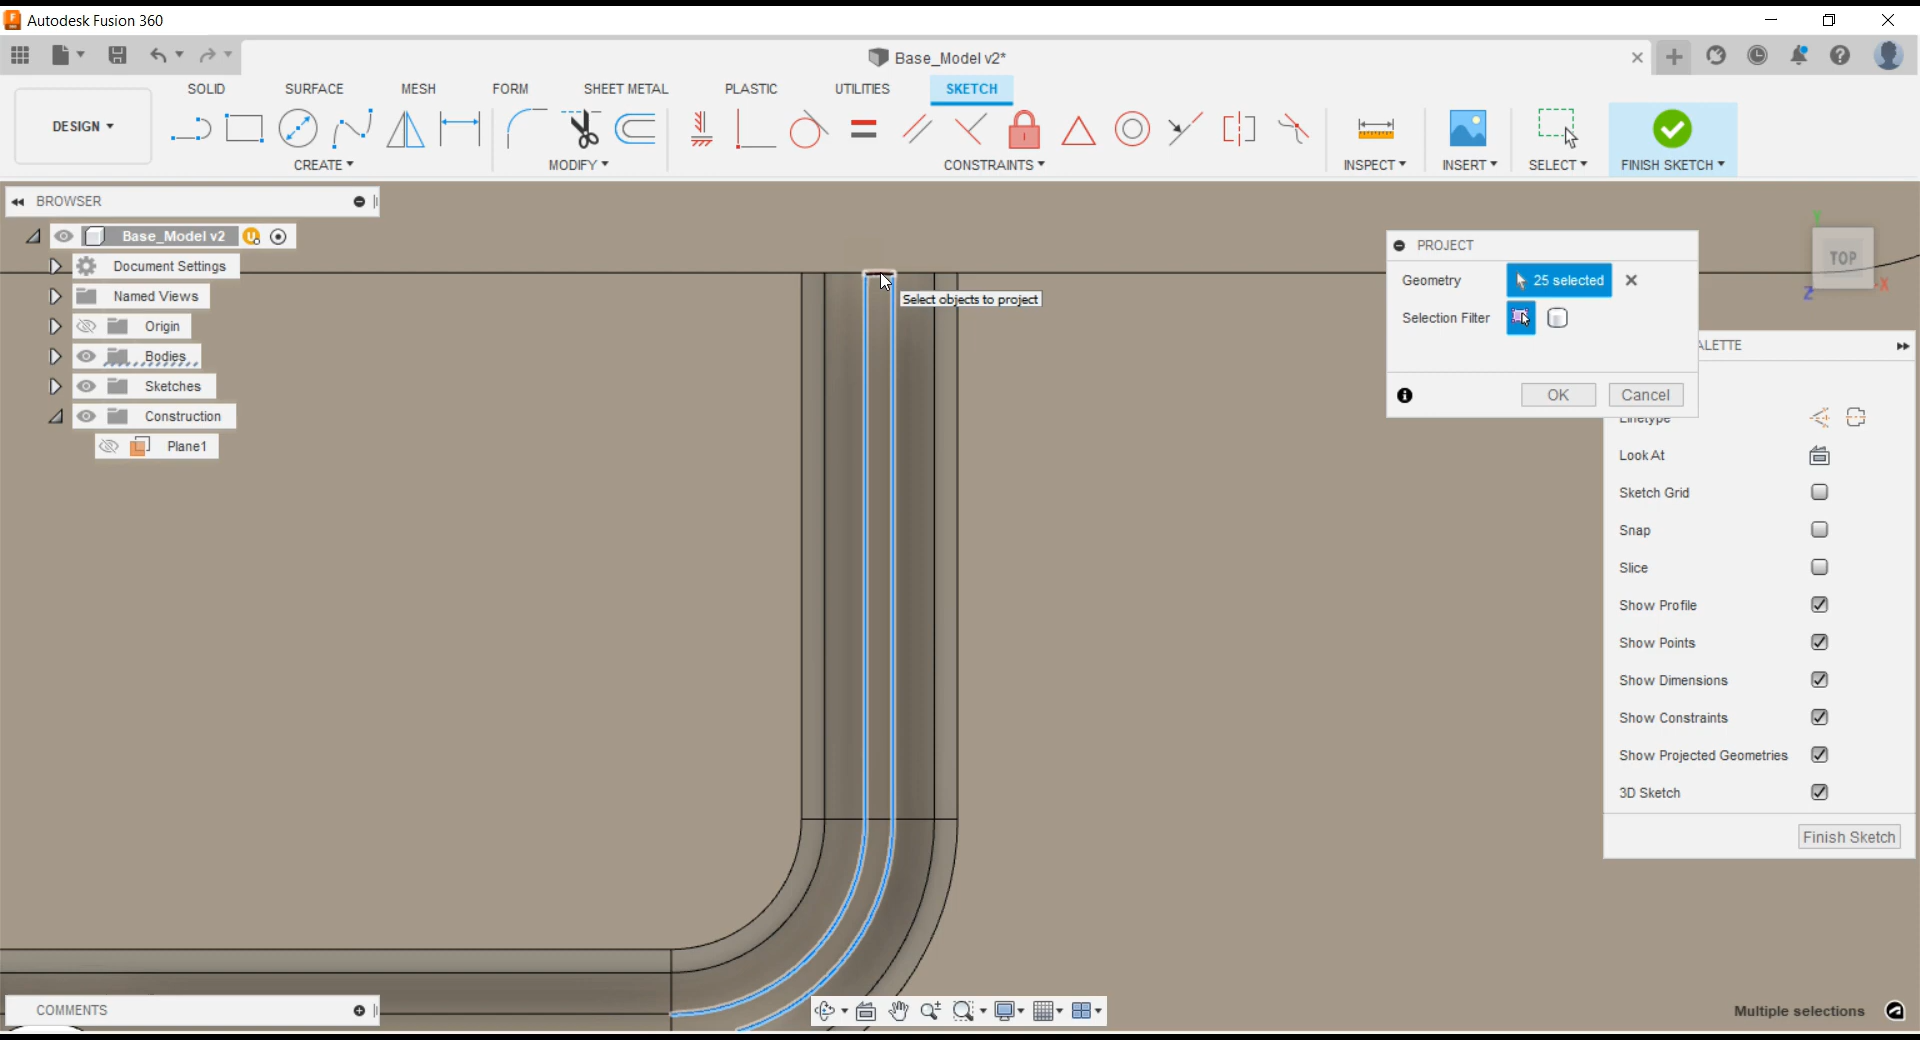 Autodesk Fusion 360
Base_Model v2*
SOLID SURFACE MESH FORM SHEET METAL PLASTIC UTILITIES SKETCH
DESIGN
CREATE MODIFY CONSTRAINTS INSPECT INSERT SELECT FINISH SKETCH
BROWSER
Base_Model v2
Document Settings
Named Views
Origin
Bodies
Sketches
Construction
Plane1
Select objects to project
TOP
Y
Z
X
PROJECT
Geometry 25 selected
Selection Filter
OK Cancel
ALETTE
Linetype
Look At
Sketch Grid
Snap
Slice
Show Profile
Show Points
Show Dimensions
Show Constraints
Show Projected Geometries
3D Sketch
Finish Sketch
COMMENTS
Multiple selections